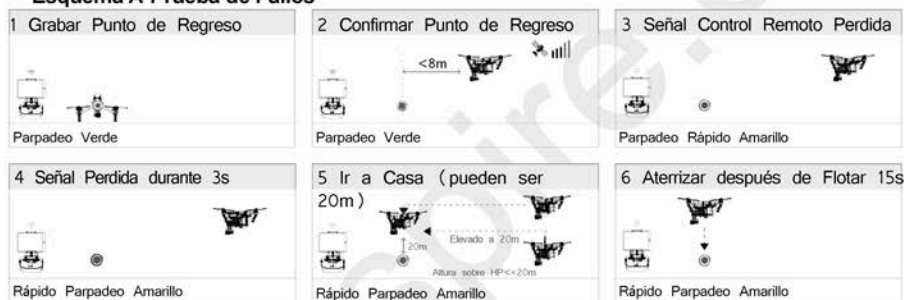 Esquema A Prueba de Fallos
1 Grabar Punto de Regreso
Parpadeo Verde
2 Confirmar Punto de Regreso
<8m
Parpadeo Verde
3 Señal Control Remoto Perdida
Parpadeo Rápido Amarillo
4 Señal Perdida durante 3s
Rápido Parpadeo Amarillo
5 Ir a Casa (pueden ser
20m)
Elevado a 20m
20m
Altura sobre HP<=20m
Rápido Parpadeo Amarillo
6 Aterrizar después de Flotar 15s
Rápido Parpadeo Amarillo